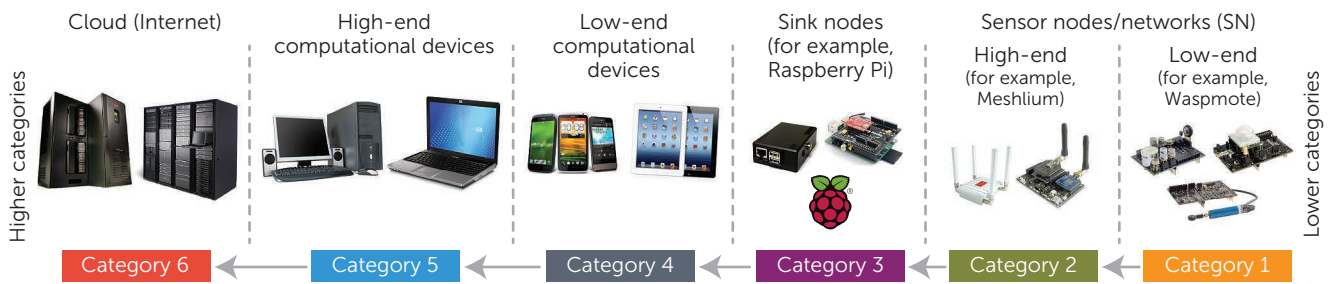 Cloud (Internet)
High-end
computational devices
Low-end
computational
devices
Sink nodes
(for example,
Raspberry Pi)
Sensor nodes/networks (SN)
High-end
(for example,
Meshlium)
Low-end
(for example,
Waspmote)
Higher categories
Lower categories
®
Category 6
Category 5
Category 4
Category 3
Category 2
Category 1